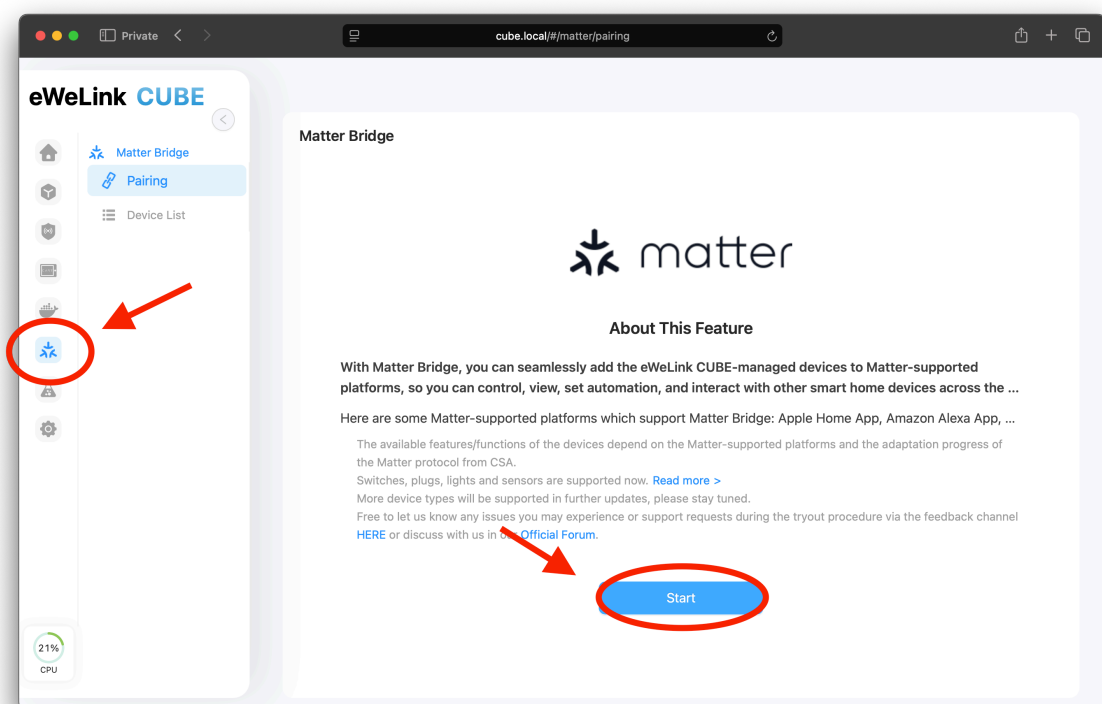 Private
cube.local/#/matter/pairing
eWeLink CUBE
Matter Bridge
Pairing
Device List
21%
CPU
Matter Bridge
matter
About This Feature
With Matter Bridge, you can seamlessly add the eWeLink CUBE-managed devices to Matter-supported
platforms, so you can control, view, set automation, and interact with other smart home devices across the ...
Here are some Matter-supported platforms which support Matter Bridge: Apple Home App, Amazon Alexa App, ...
The available features/functions of the devices depend on the Matter-supported platforms and the adaptation progress of
the Matter protocol from CSA.
Switches, plugs, lights and sensors are supported now. Read more >
More device types will be supported in further updates, please stay tuned.
Free to let us know any issues you may experience or support requests during the tryout procedure via the feedback channel
HERE or discuss with us in our Official Forum.
Start